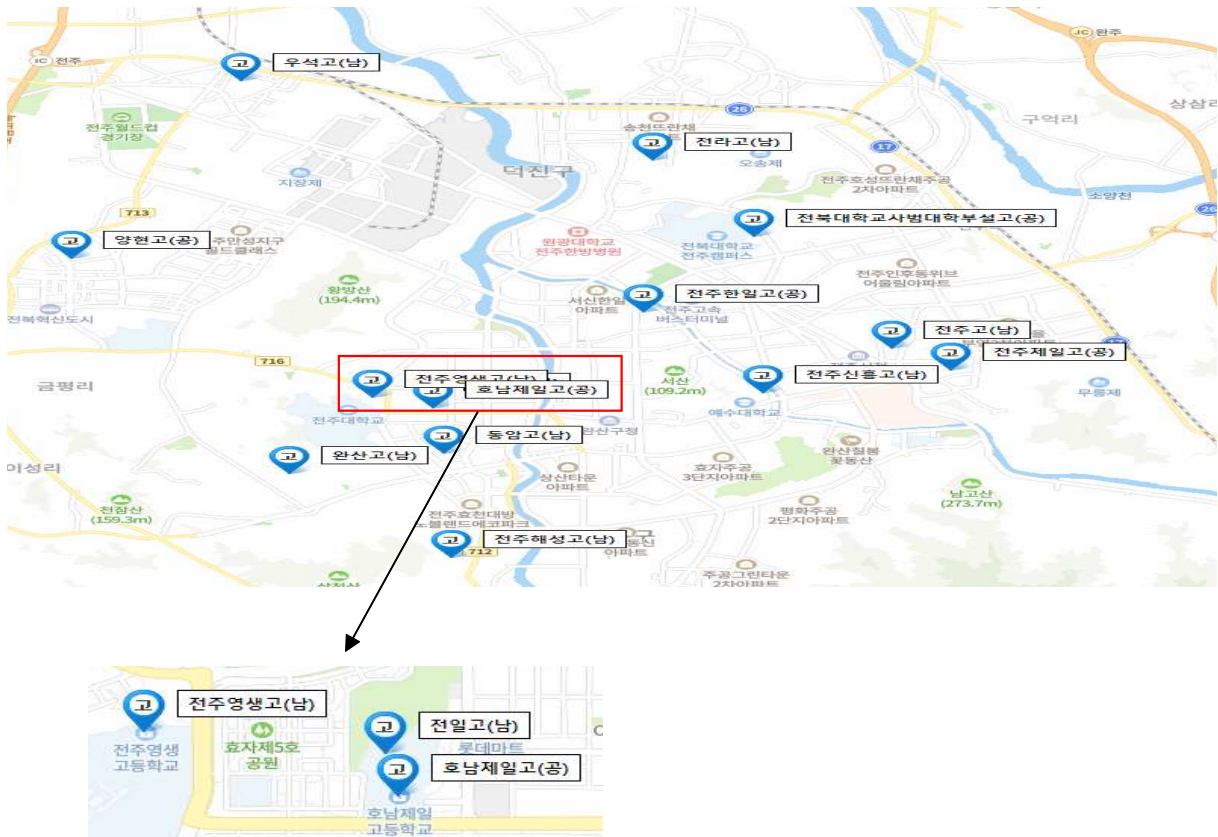 우석고(남)
IC 전주
JC 완주
상삼리
구억리
전주월드컵
경기장
송천뜨란채
전라고(남)
오송제
26
17
덕진구
지장제
전주호성뜨란채주공
2차아파트
소양천
26
713
양현고(공)
전북대학교사범대학부설고(공)
원광대학교
전주한방병원
전북대학교
전주캠퍼스
황방산
(194.4m)
서신한일
아파트
전주한일고(공)
전주고속
버스터미널
전주인후동위브
어울림아파트
전북혁신도시
전주고(남)
전주제일고(공)
17
716
금평리
전주영생고(남)
호남제일고(공)
서산
(109.2m)
전주신흥고(남)
예수대학교
무릉제
전주대학교
완산구청
동암고(남)
완산고(남)
이성리
상산타운
아파트
효자주공
3단지아파트
완산칠봉
꽃동산
남고산
(273.7m)
천잠산
(159.3m)
전주효천대방
노블랜드에코파크
평화주공
2단지아파트
전주해성고(남)
712
아파트
주공그린타운
2차아파트
고
전주영생고(남)
전주영생
고등학교
효자제5호
공원
고
전일고(남)
롯데마트
고
호남제일고(공)
호남제일
고등학교